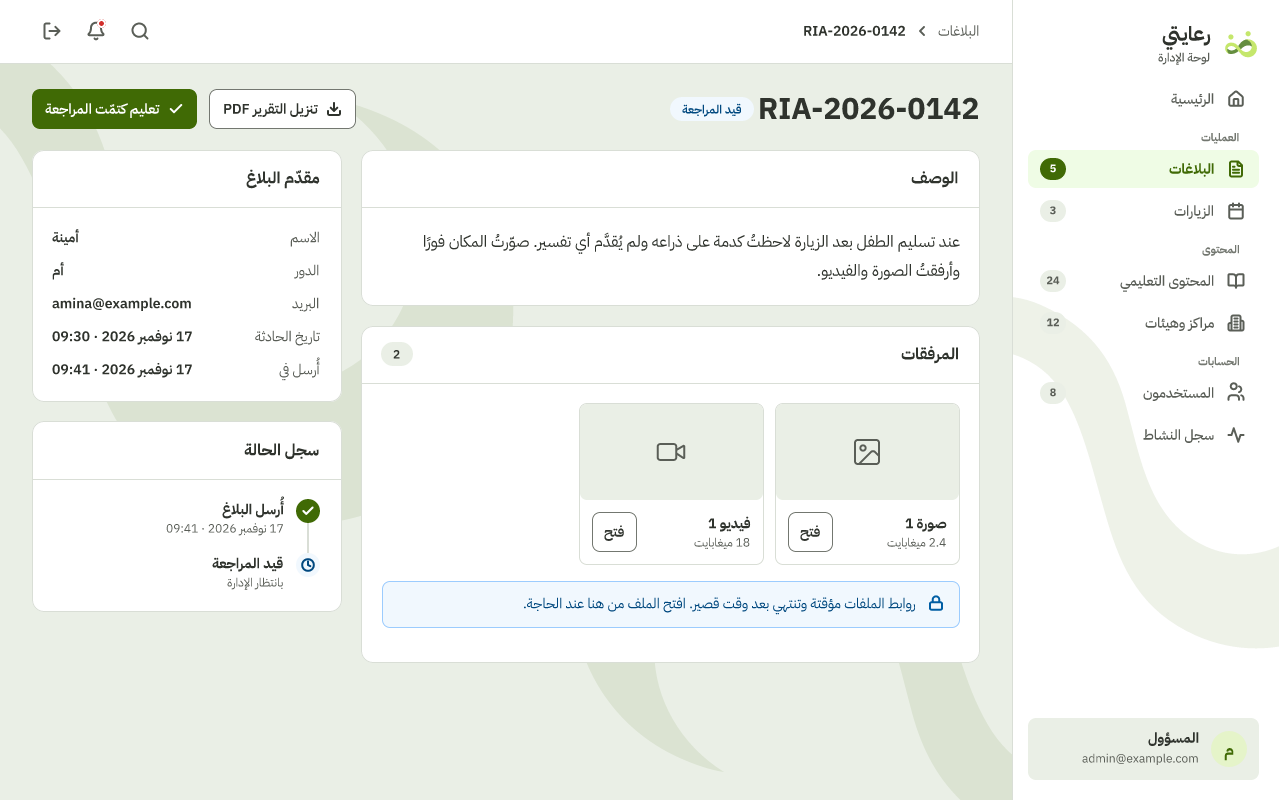 رعايتي
لوحة الإدارة
الرئيسية
العمليات
البلاغات
5
الزيارات
3
المحتوى
المحتوى التعليمي
24
مراكز وهيئات
12
الحسابات
المستخدمون
8
سجل النشاط
م
المسؤول
admin@example.com
البلاغات
RIA-2026-0142
RIA-2026-0142
قيد المراجعة
تنزيل التقرير PDF
تعليم كتمّت المراجعة
الوصف
عند تسليم الطفل بعد الزيارة لاحظتُ كدمة على ذراعه ولم يُقدَّم أي تفسير. صوّرتُ المكان فورًا
وأرفقتُ الصورة والفيديو.
المرفقات
2
صورة 1
2.4 ميغابايت
فتح
فيديو 1
18 ميغابايت
فتح
روابط الملفات مؤقتة وتنتهي بعد وقت قصير. افتح الملف من هنا عند الحاجة.
مقدّم البلاغ
الاسم
أمينة
الدور
أم
البريد
amina@example.com
تاريخ الحادثة
17 نوفمبر 2026 · 09:30
أُرسل في
17 نوفمبر 2026 · 09:41
سجل الحالة
أُرسل البلاغ
17 نوفمبر 2026 · 09:41
قيد المراجعة
بانتظار الإدارة